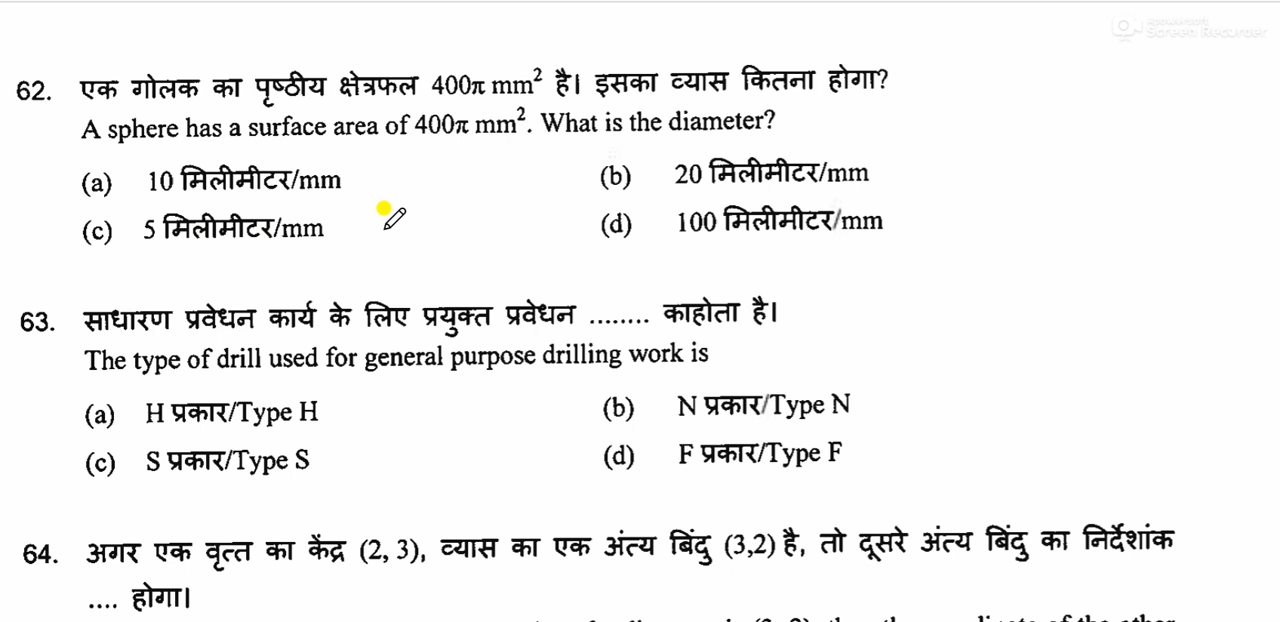 Apowersoft
Screen Recorder
62. एक गोलक का पृष्ठीय क्षेत्रफल 400π mm² है। इसका व्यास कितना होगा?
A sphere has a surface area of 400π mm². What is the diameter?
(a) 10 मिलीमीटर/mm (b) 20 मिलीमीटर/mm
(c) 5 मिलीमीटर/mm (d) 100 मिलीमीटर/mm
63. साधारण प्रवेधन कार्य के लिए प्रयुक्त प्रवेधन ........ काहोता है।
The type of drill used for general purpose drilling work is
(a) H प्रकार/Type H (b) N प्रकार/Type N
(c) S प्रकार/Type S (d) F प्रकार/Type F
64. अगर एक वृत्त का केंद्र (2, 3), व्यास का एक अंत्य बिंदु (3,2) है, तो दूसरे अंत्य बिंदु का निर्देशांक
.... होगा।